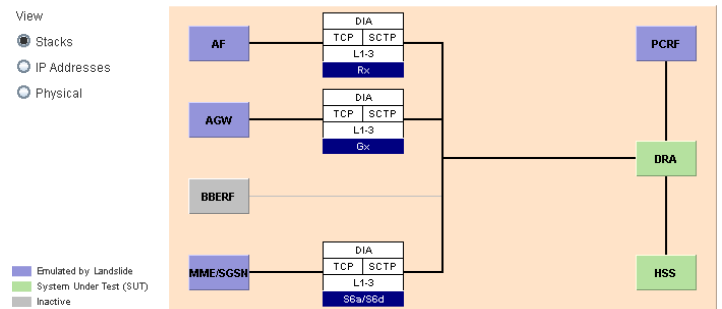 View
Stacks
IP Addresses
Physical
AF
DIA
TCP SCTP
L1-3
Rx
PCRF
AGW
DIA
TCP SCTP
L1-3
Gx
DRA
BBERF
MME/SGSN
DIA
TCP SCTP
L1-3
S6a/S6d
HSS
Emulated by Landslide
System Under Test (SUT)
Inactive